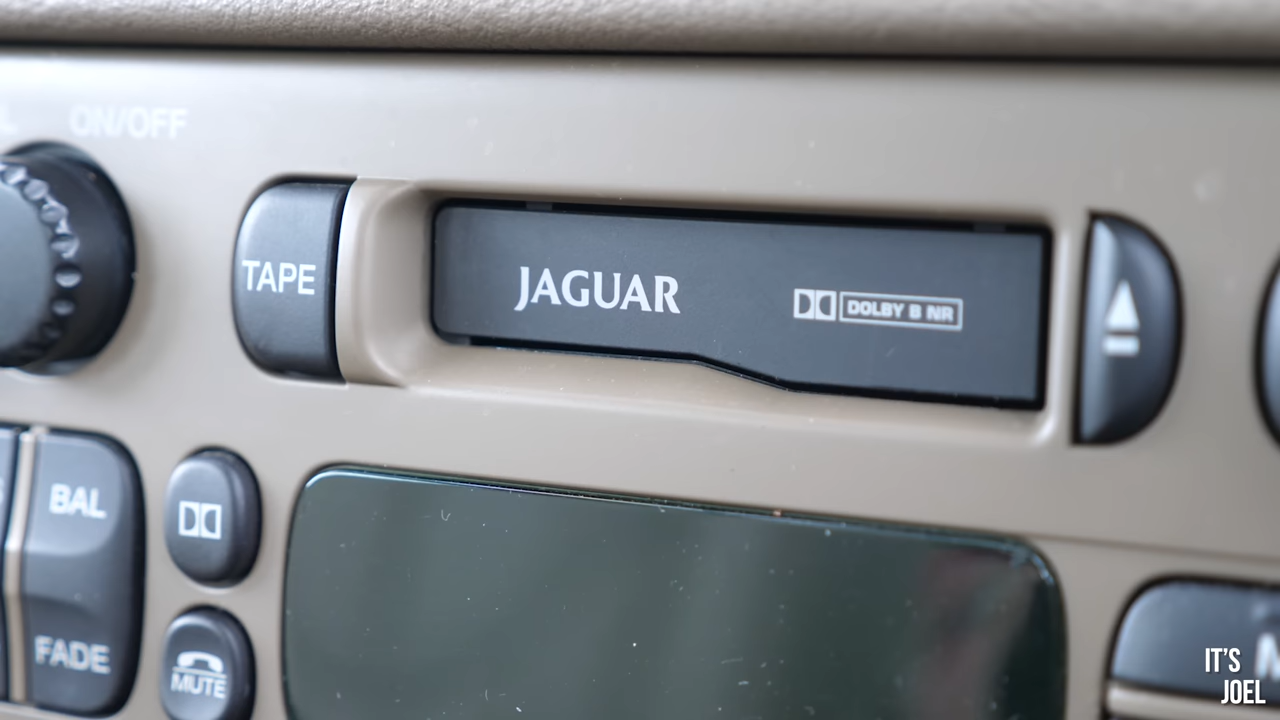 ON/OFF
TAPE
JAGUAR
DOLBY B NR
BAL
FADE
MUTE
IT'S
JOEL